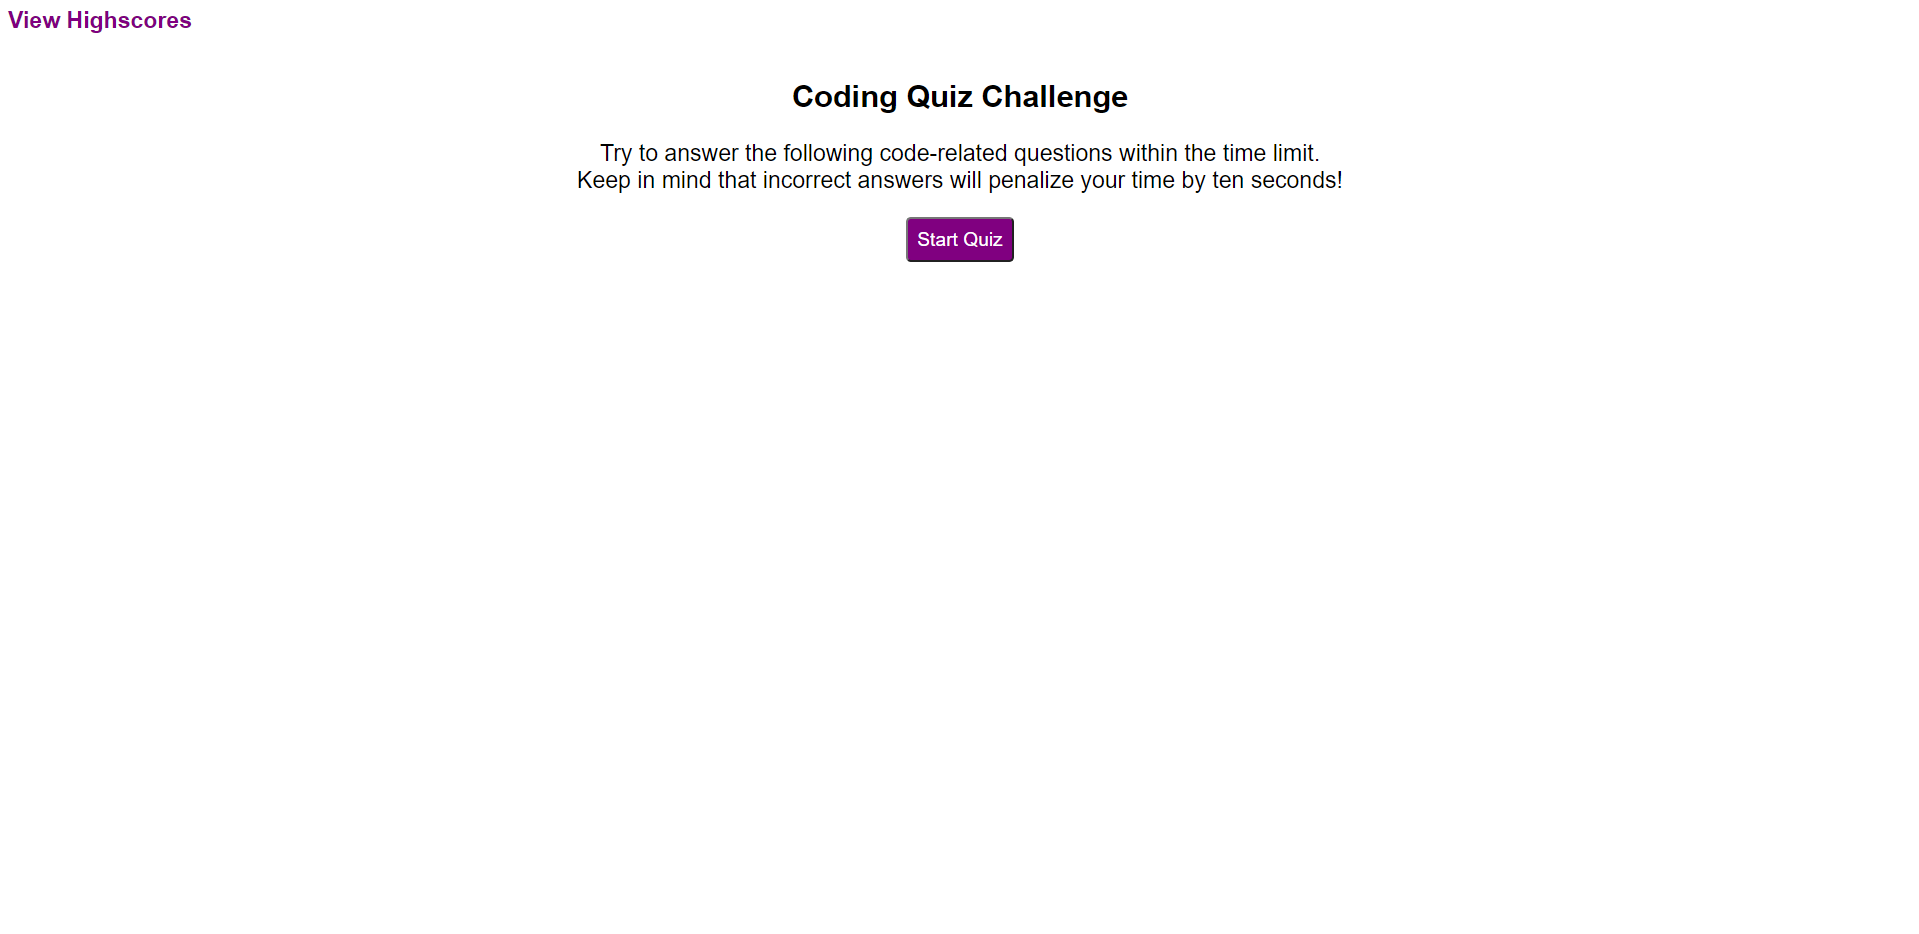 View Highscores
Coding Quiz Challenge
Try to answer the following code-related questions within the time limit.
Keep in mind that incorrect answers will penalize your time by ten seconds!
Start Quiz